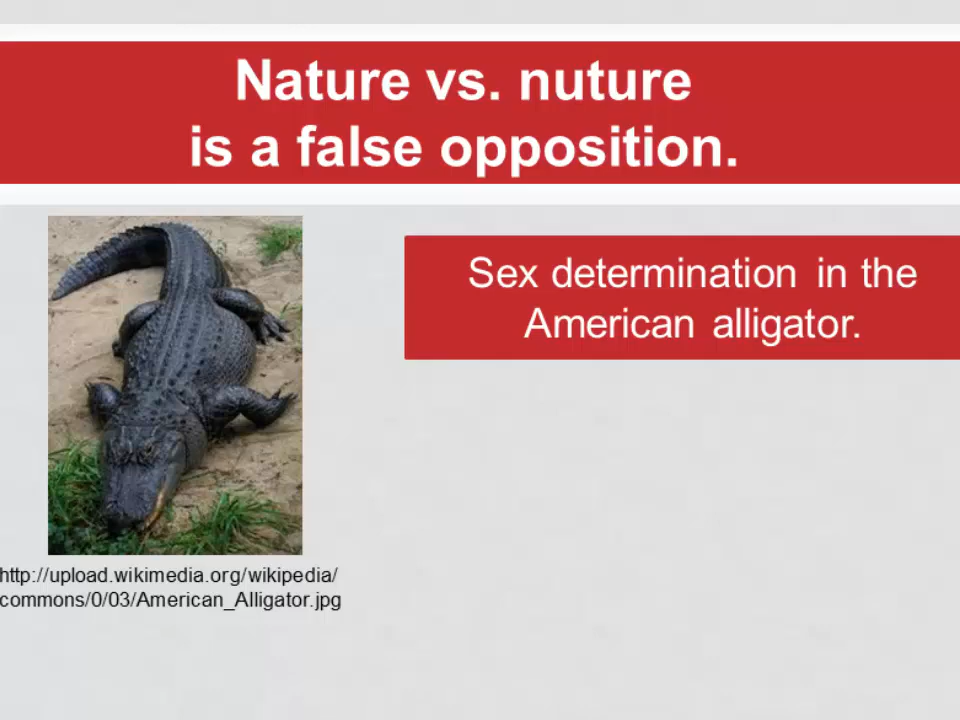 Nature vs. nuture
is a false opposition.
Sex determination in the
American alligator.
http://upload.wikimedia.org/wikipedia/
commons/0/03/American_Alligator.jpg